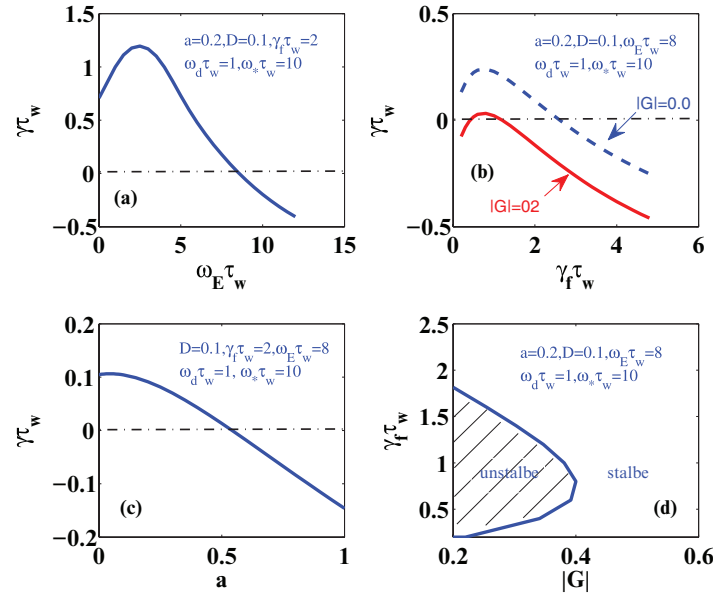 1.5
1
0.5
0
−0.5
γτw
a=0.2,D=0.1,γfτw=2
ωdτw=1,ω*τw=10
(a)
0 5 10 15
ωEτw
0.5
0
−0.5
γτw
a=0.2,D=0.1,ωEτw=8
ωdτw=1,ω*τw=10
|G|=0.0
(b)
|G|=02
0 2 4 6
γfτw
0.2
0.1
0
−0.1
−0.2
γτw
D=0.1,γfτw=2,ωEτw=8
ωdτw=1, ω*τw=10
(c)
0 0.5 1
a
2.5
2
1.5
1
0.5
γfτw
a=0.2,D=0.1,ωEτw=8
ωdτw=1,ω*τw=10
unstalbe stalbe
(d)
0.2 0.4 0.6
|G|